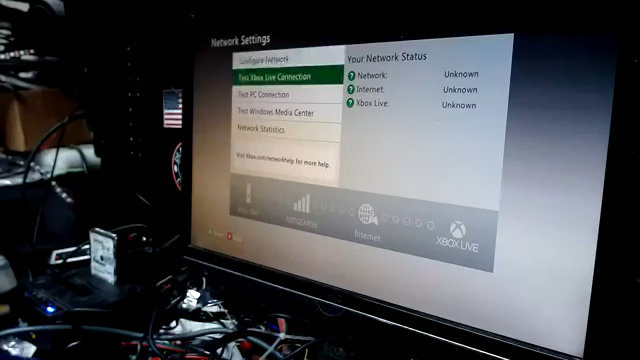 Network Settings
Configure Network
Test Xbox Live Connection
Test PC Connection
Test Windows Media Center
Network Statistics
Visit Xbox.com/networkhelp for more help.
Your Network Status
Network: Unknown
Internet: Unknown
Xbox Live: Unknown
Internet
XBOX LIVE